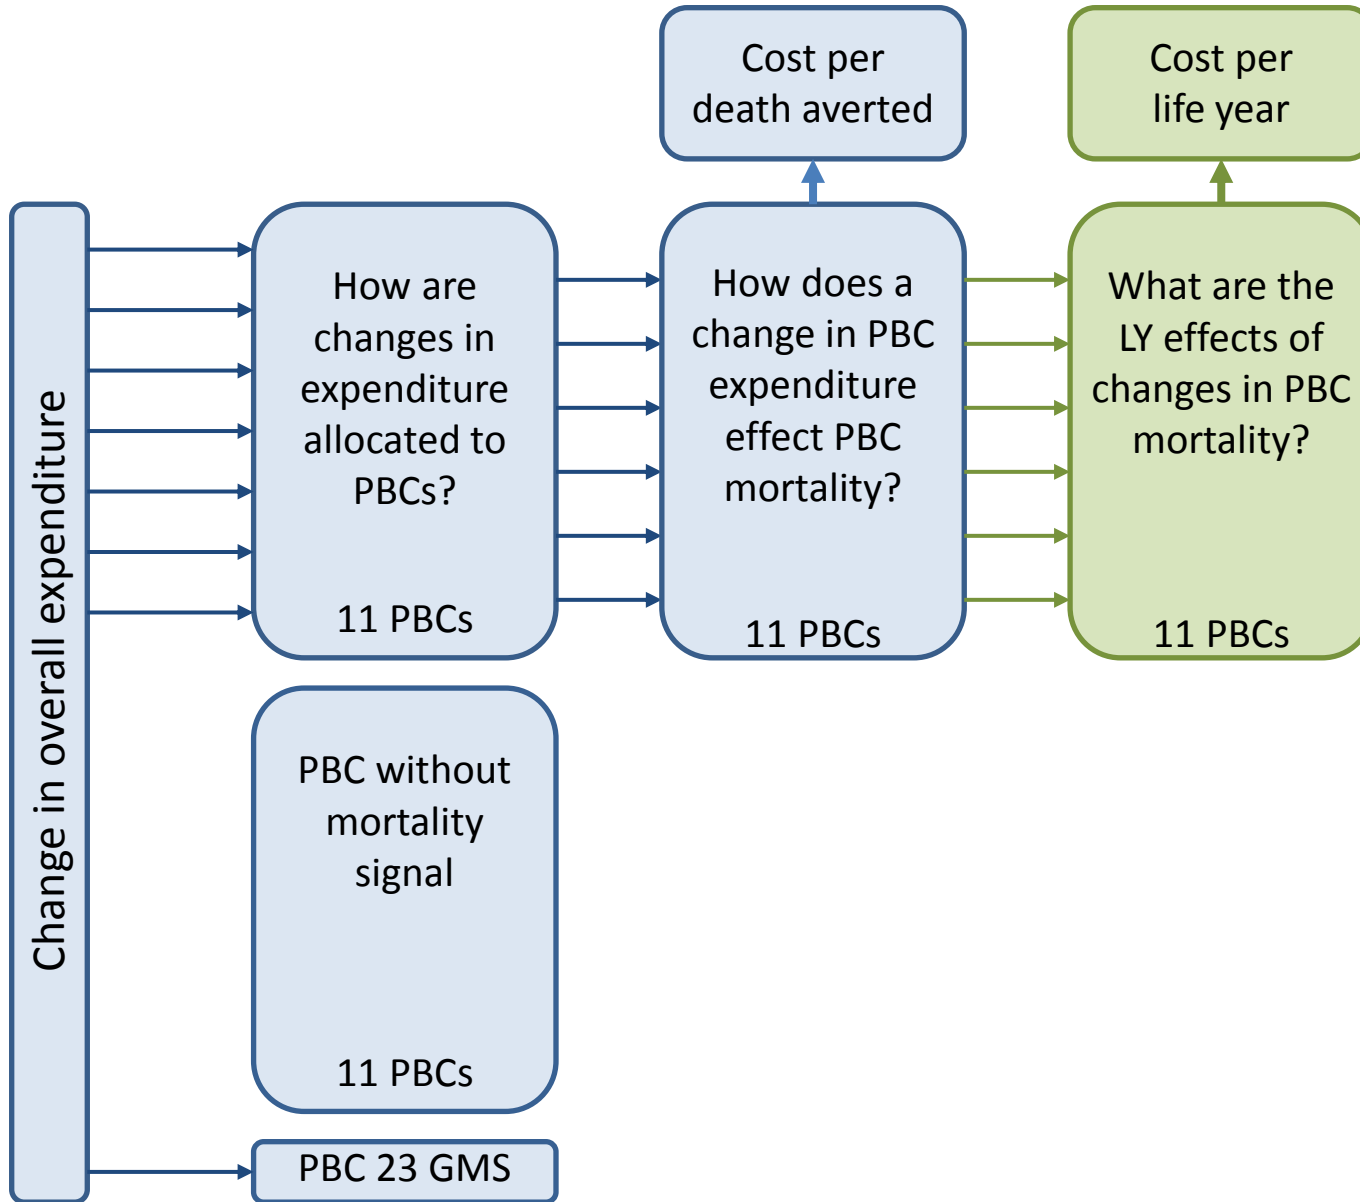 Cost per
death averted
Cost per
life year
Change in overall expenditure
How are
changes in
expenditure
allocated to
PBCs?
11 PBCs
How does a
change in PBC
expenditure
effect PBC
mortality?
11 PBCs
What are the
LY effects of
changes in PBC
mortality?
11 PBCs
PBC without
mortality
signal
11 PBCs
PBC 23 GMS